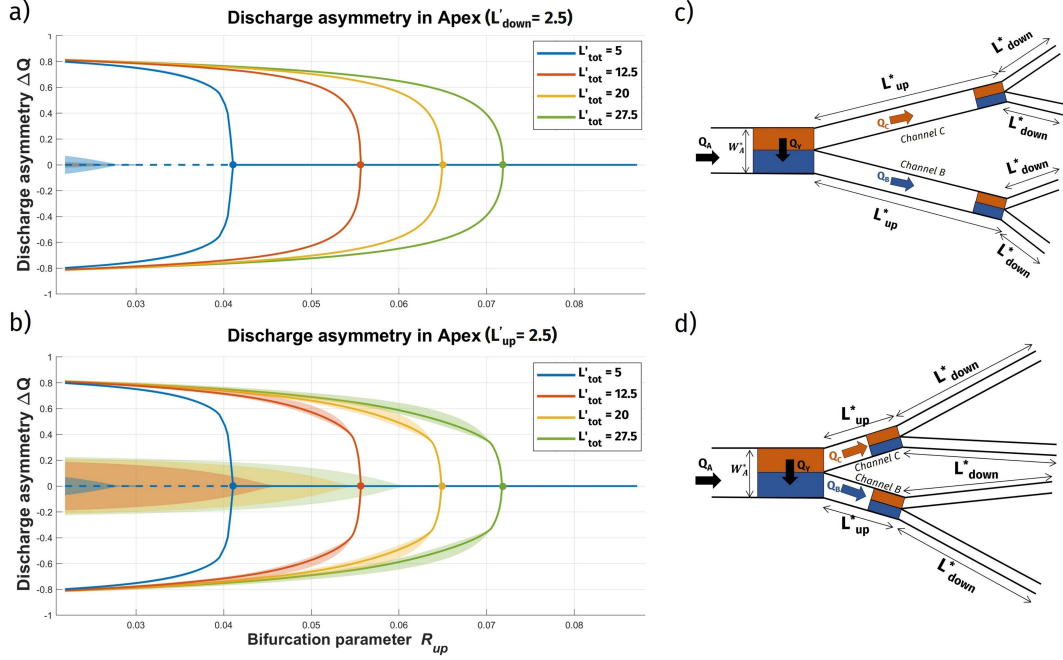 a)
Discharge asymmetry in Apex (L'down = 2.5)
Discharge asymmetry ΔQ
1
0.8
0.6
0.4
0.2
0
-0.2
-0.4
-0.6
-0.8
-1
0.03
0.04
0.05
0.06
0.07
0.08
L'tot = 5
L'tot = 12.5
L'tot = 20
L'tot = 27.5
b)
Discharge asymmetry in Apex (L'up = 2.5)
Discharge asymmetry ΔQ
1
0.8
0.6
0.4
0.2
0
-0.2
-0.4
-0.6
-0.8
-1
0.03
0.04
0.05
0.06
0.07
0.08
Bifurcation parameter Rup
L'tot = 5
L'tot = 12.5
L'tot = 20
L'tot = 27.5
c)
L*down
L*up
L*down
QC
Channel C
QA
W*A
QY
Channel B
QB
L*down
L*up
L*down
d)
L*down
L*up
QC
QA
W*A
QY
Channel C
L*down
Channel B
QB
L*up
L*down